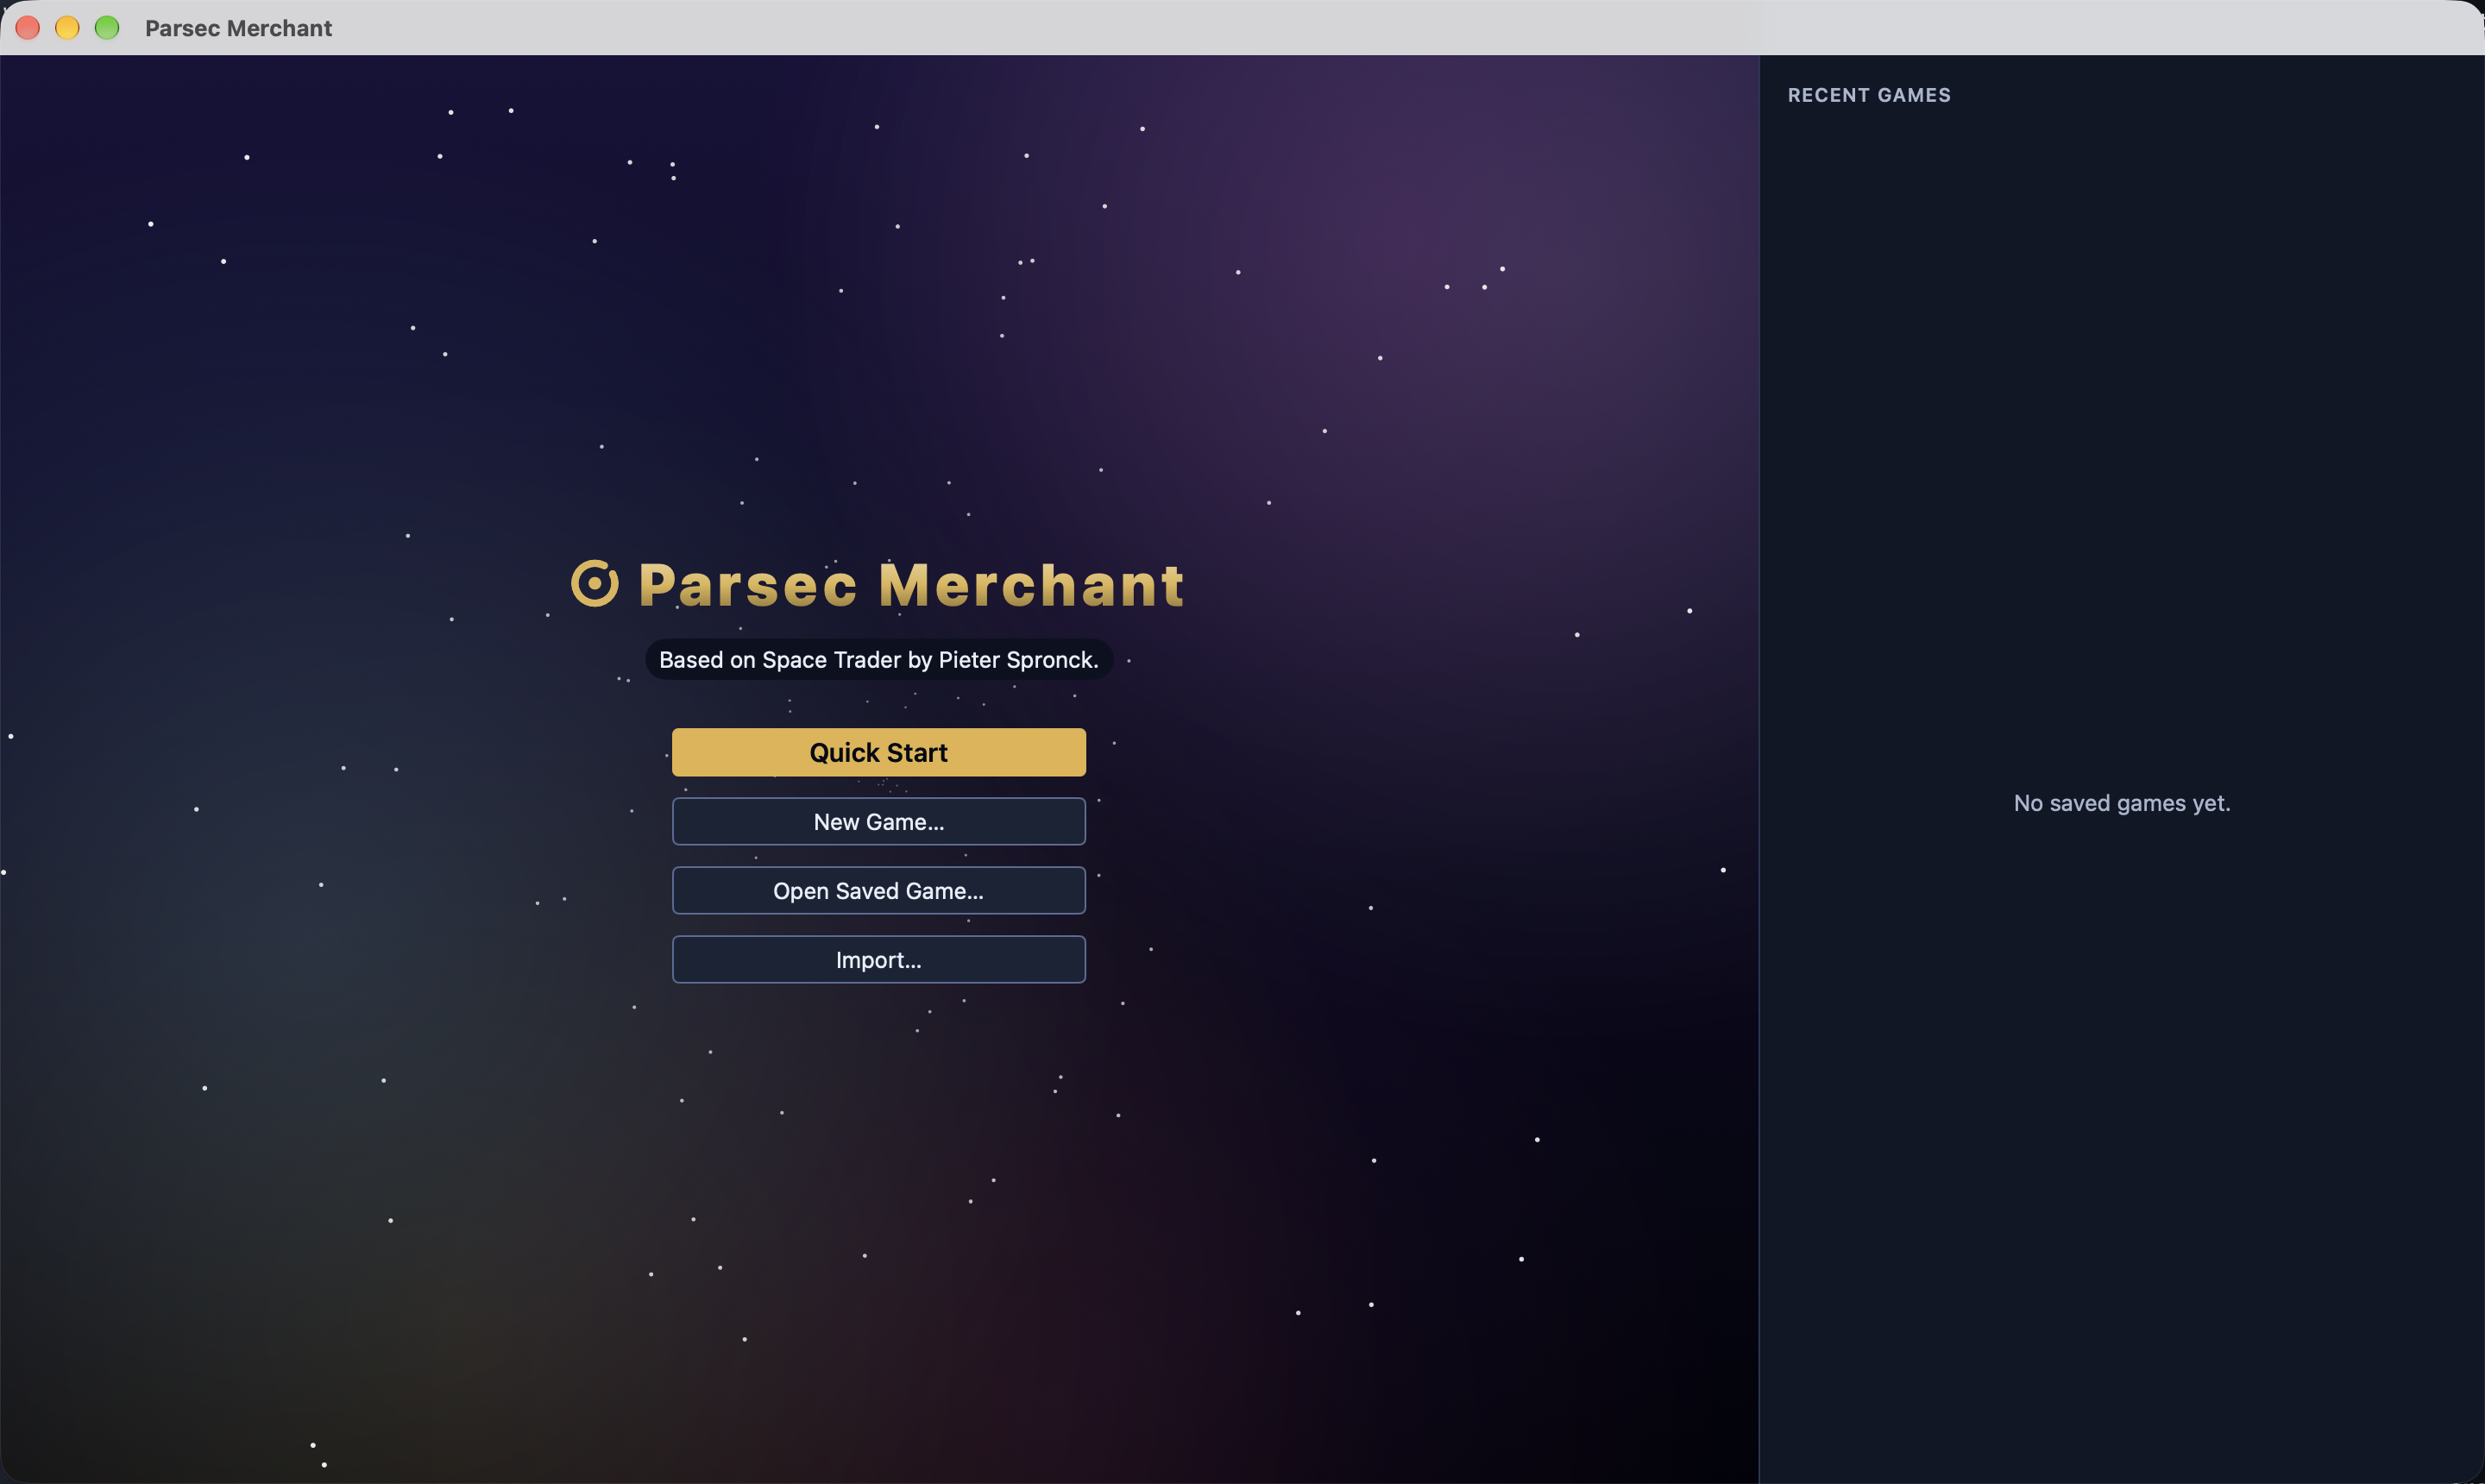 Parsec Merchant
RECENT GAMES
Parsec Merchant
Based on Space Trader by Pieter Spronck.
Quick Start
New Game...
Open Saved Game...
Import...
No saved games yet.